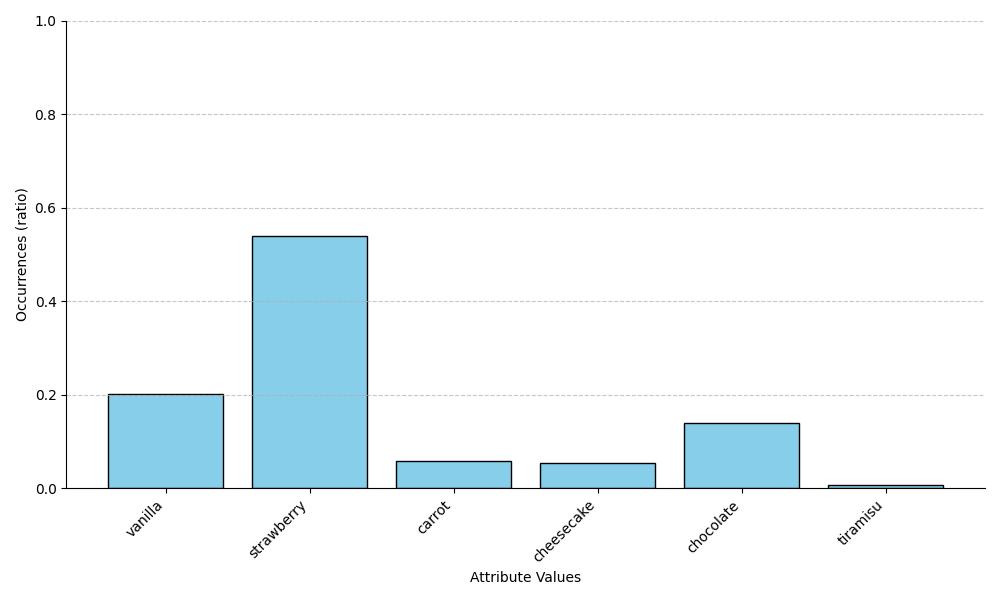 1.0
0.8
0.6
0.4
0.2
0.0
Occurrences (ratio)
vanilla
strawberry
carrot
cheesecake
chocolate
tiramisu
Attribute Values